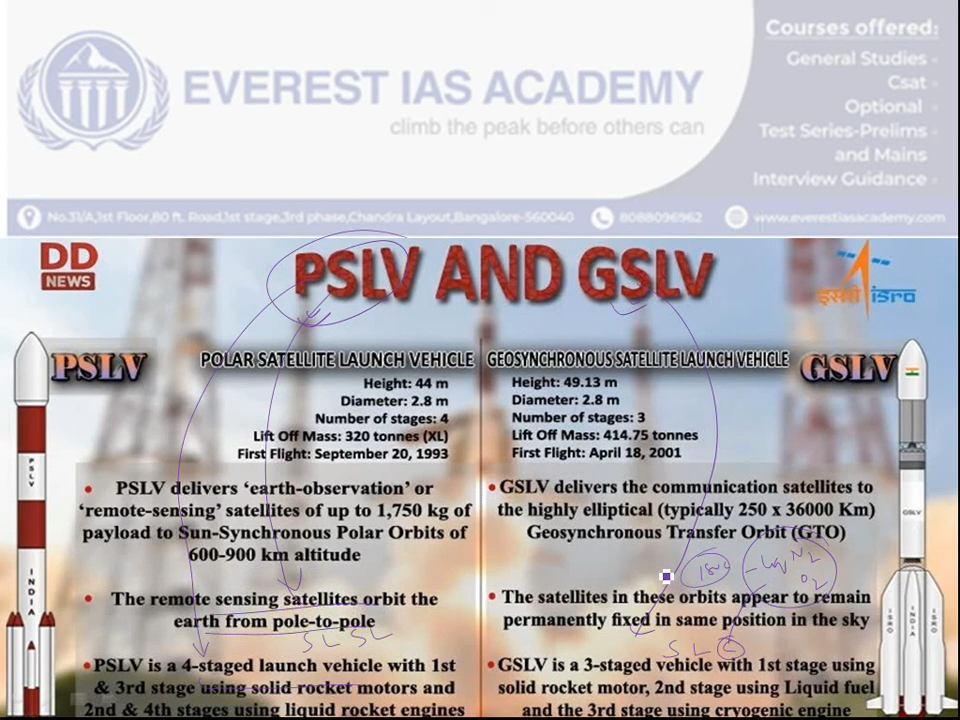 Courses offered:
General Studies
Csat
Optional
Test Series-Prelims
and Mains
Interview Guidance
EVEREST IAS ACADEMY
climb the peak before others can
No.31/A,1st Floor,80 ft. Road,1st stage,3rd phase,Chandra Layout,Bangalore-560040
8088096962
www.everestiasacademy.com
DD
NEWS
PSLV AND GSLV
इसरो isro
PSLV
POLAR SATELLITE LAUNCH VEHICLE
Height: 44 m
Diameter: 2.8 m
Number of stages: 4
Lift Off Mass: 320 tonnes (XL)
First Flight: September 20, 1993
• PSLV delivers ‘earth-observation’ or
‘remote-sensing’ satellites of up to 1,750 kg of
payload to Sun-Synchronous Polar Orbits of
600-900 km altitude
• The remote sensing satellites orbit the
earth from pole-to-pole
SLSL
• PSLV is a 4-staged launch vehicle with 1st
& 3rd stage using solid rocket motors and
2nd & 4th stages using liquid rocket engines
GEOSYNCHRONOUS SATELLITE LAUNCH VEHICLE
GSLV
Height: 49.13 m
Diameter: 2.8 m
Number of stages: 3
Lift Off Mass: 414.75 tonnes
First Flight: April 18, 2001
• GSLV delivers the communication satellites to
the highly elliptical (typically 250 x 36000 Km)
Geosynchronous Transfer Orbit (GTO)
N2
O2
• The satellites in these orbits appear to remain
permanently fixed in same position in the sky
SLC
• GSLV is a 3-staged vehicle with 1st stage using
solid rocket motor, 2nd stage using Liquid fuel
and the 3rd stage using cryogenic engine
PSLV
INDIA
GSLV
ISRO
INDIA
ISRO